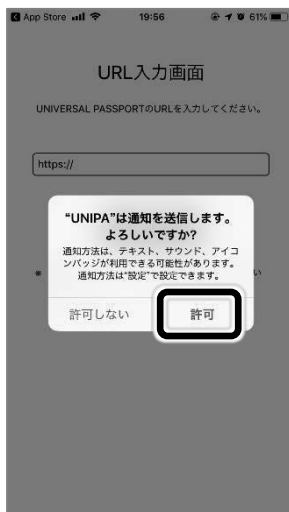 App Store 19:56 61%
URL入力画面
UNIVERSAL PASSPORTのURLを入力してください。
https://
“UNIPA”は通知を送信します。
よろしいですか?
通知方法は、テキスト、サウンド、アイコ
ンバッジが利用できる可能性があります。
通知方法は“設定”で設定できます。
※
い
許可しない 許可